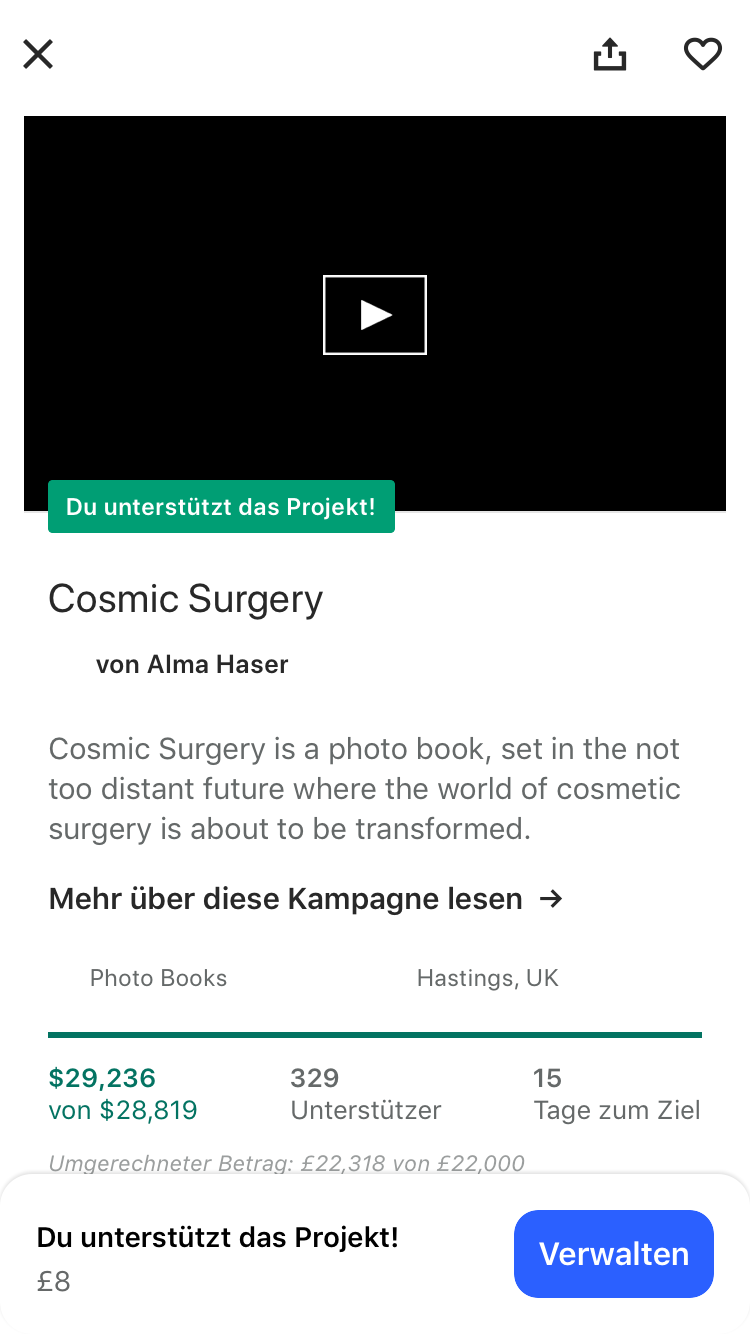 Du unterstützt das Projekt!
Cosmic Surgery
von Alma Haser
Cosmic Surgery is a photo book, set in the not
too distant future where the world of cosmetic
surgery is about to be transformed.
Mehr über diese Kampagne lesen →
Photo Books
Hastings, UK
$29,236
von $28,819
329
Unterstützer
15
Tage zum Ziel
Umgerechneter Betrag: £22,318 von £22,000
Du unterstützt das Projekt!
£8
Verwalten